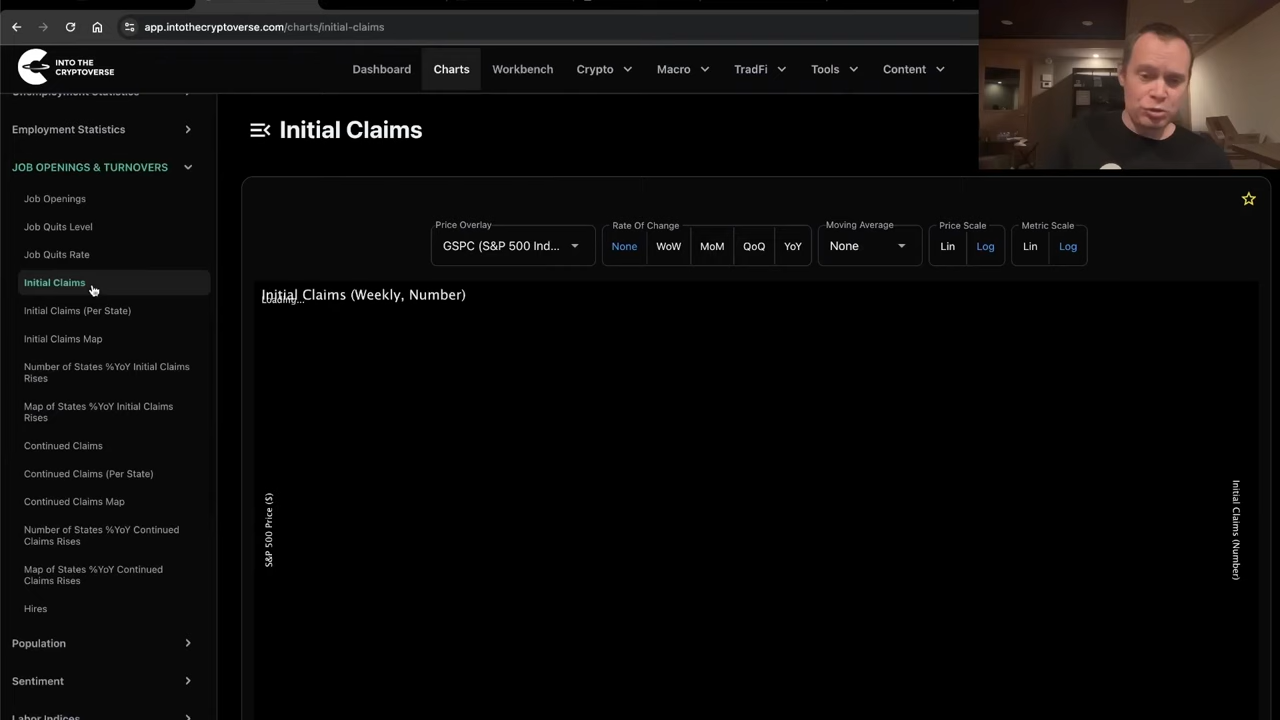 app.intothecryptoverse.com/charts/initial-claims
INTO THE
CRYPTOVERSE
Dashboard
Charts
Workbench
Crypto
Macro
TradFi
Tools
Content
Unemployment Statistics
Employment Statistics
JOB OPENINGS & TURNOVERS
Job Openings
Job Quits Level
Job Quits Rate
Initial Claims
Initial Claims (Per State)
Initial Claims Map
Number of States %YoY Initial Claims
Rises
Map of States %YoY Initial Claims
Rises
Continued Claims
Continued Claims (Per State)
Continued Claims Map
Number of States %YoY Continued
Claims Rises
Map of States %YoY Continued
Claims Rises
Hires
Population
Sentiment
Labor Indices
Initial Claims
Price Overlay
GSPC (S&P 500 Ind...
Rate Of Change
None
WoW
MoM
QoQ
YoY
Moving Average
None
Price Scale
Lin
Log
Metric Scale
Lin
Log
Initial Claims (Weekly, Number)
Loading...
S&P 500 Price ($)
Initial Claims (Number)